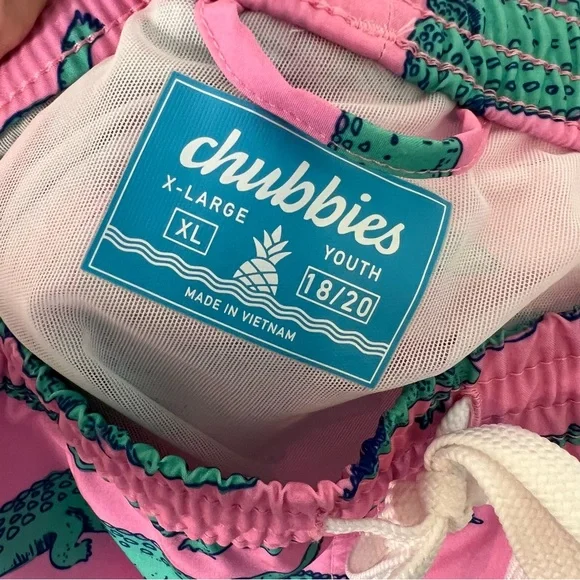 chubbies
X-LARGE YOUTH
XL 18/20
MADE IN VIETNAM